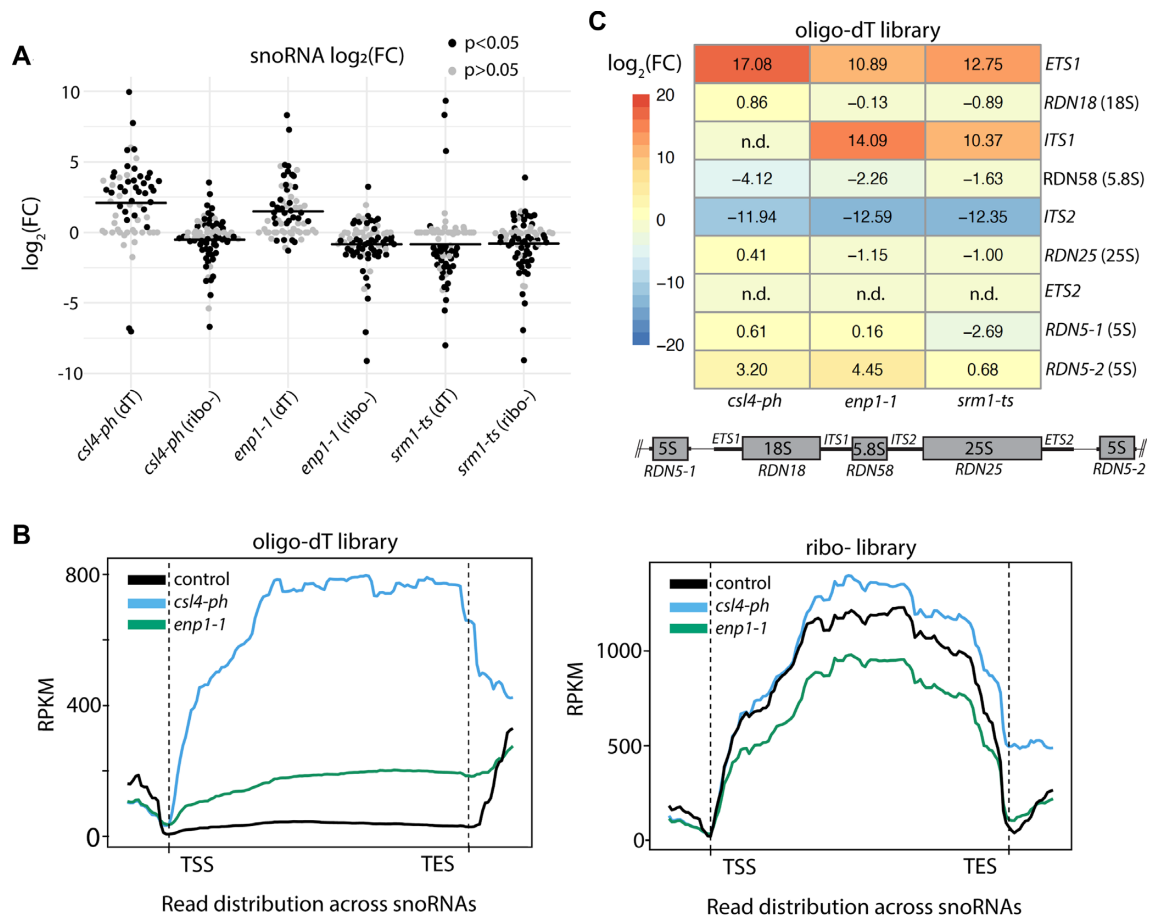 A
snoRNA log₂(FC)
p<0.05
p>0.05
log₂(FC)
10
5
0
-5
-10
csl4-ph (dT)
csl4-ph (ribo-)
enp1-1 (dT)
enp1-1 (ribo-)
srm1-ts (dT)
srm1-ts (ribo-)
C
oligo-dT library
log₂(FC)
20
10
0
−10
−20
17.08 10.89 12.75 ETS1
0.86 −0.13 −0.89 RDN18 (18S)
n.d. 14.09 10.37 ITS1
−4.12 −2.26 −1.63 RDN58 (5.8S)
−11.94 −12.59 −12.35 ITS2
0.41 −1.15 −1.00 RDN25 (25S)
n.d. n.d. n.d. ETS2
0.61 0.16 −2.69 RDN5-1 (5S)
3.20 4.45 0.68 RDN5-2 (5S)
csl4-ph enp1-1 srm1-ts
ETS1 ITS1 ITS2 ETS2
5S 18S 5.8S 25S 5S
RDN5-1 RDN18 RDN58 RDN25 RDN5-2
B
oligo-dT library
control
csl4-ph
enp1-1
RPKM
800
400
0
TSS TES
Read distribution across snoRNAs
ribo- library
control
csl4-ph
enp1-1
RPKM
1000
500
0
TSS TES
Read distribution across snoRNAs